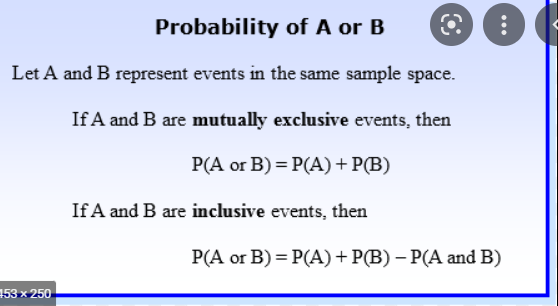 Probability of A or B
Let A and B represent events in the same sample space.
If A and B are mutually exclusive events, then
P(A or B) = P(A) + P(B)
If A and B are inclusive events, then
P(A or B) = P(A) + P(B) – P(A and B)
453 × 250